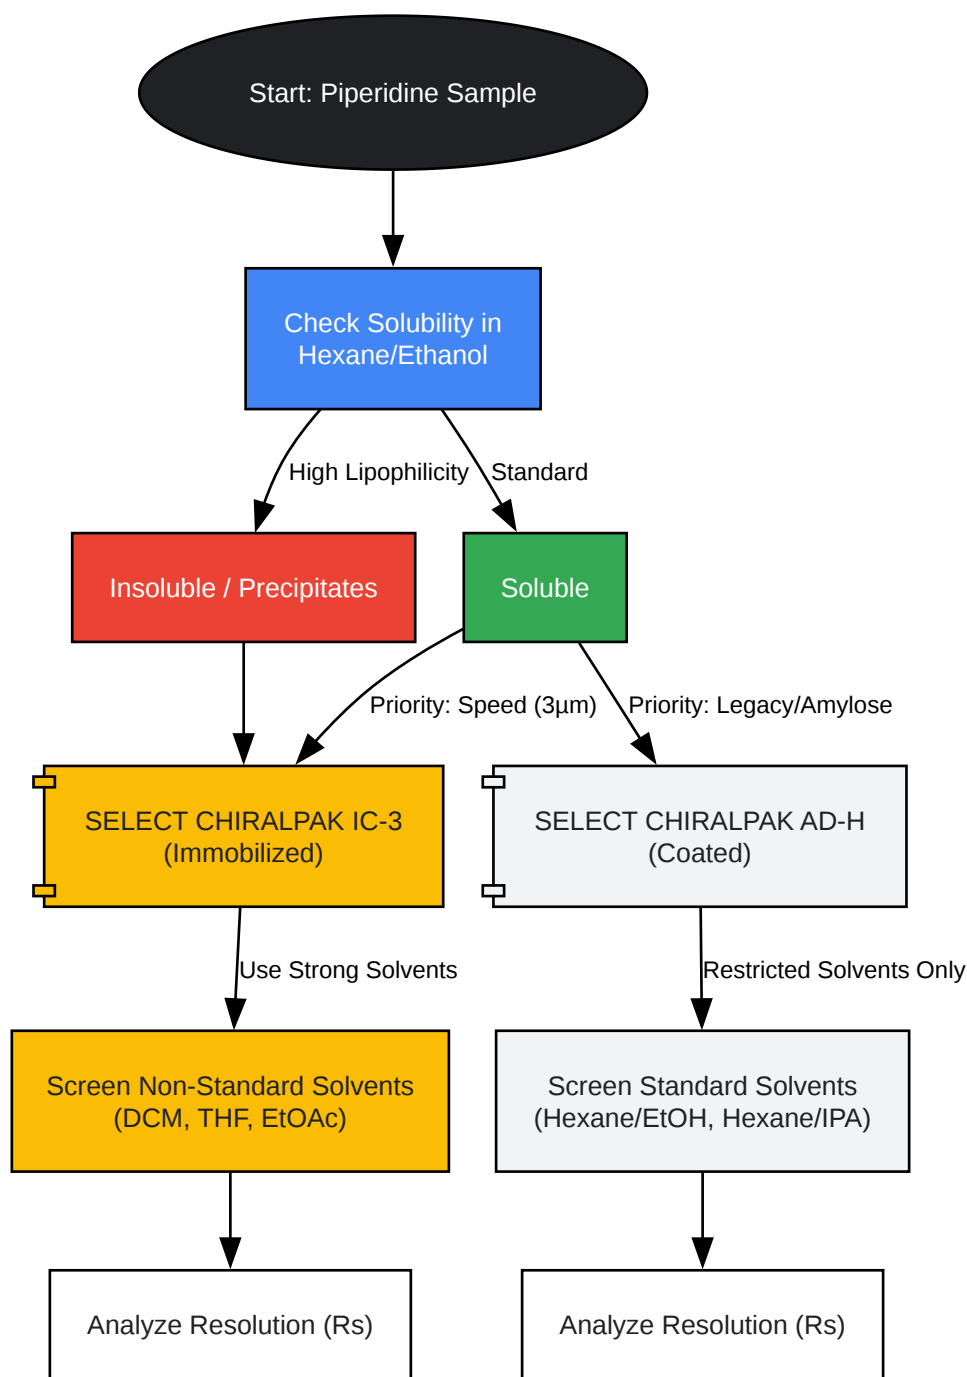 Start: Piperidine Sample
Check Solubility in
Hexane/Ethanol
High Lipophilicity
Standard
Insoluble / Precipitates
Soluble
Priority: Speed (3µm)
Priority: Legacy/Amylose
SELECT CHIRALPAK IC-3
(Immobilized)
SELECT CHIRALPAK AD-H
(Coated)
Use Strong Solvents
Restricted Solvents Only
Screen Non-Standard Solvents
(DCM, THF, EtOAc)
Screen Standard Solvents
(Hexane/EtOH, Hexane/IPA)
Analyze Resolution (Rs)
Analyze Resolution (Rs)